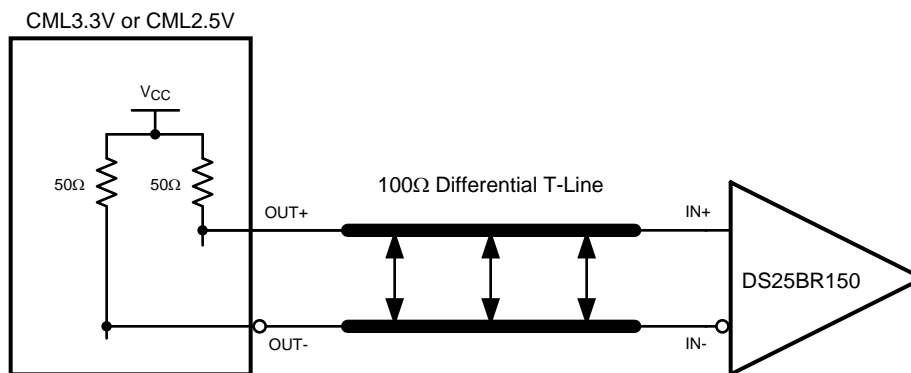 CML3.3V or CML2.5V
VCC
50Ω
50Ω
100Ω Differential T-Line
OUT+
IN+
DS25BR150
OUT-
IN-